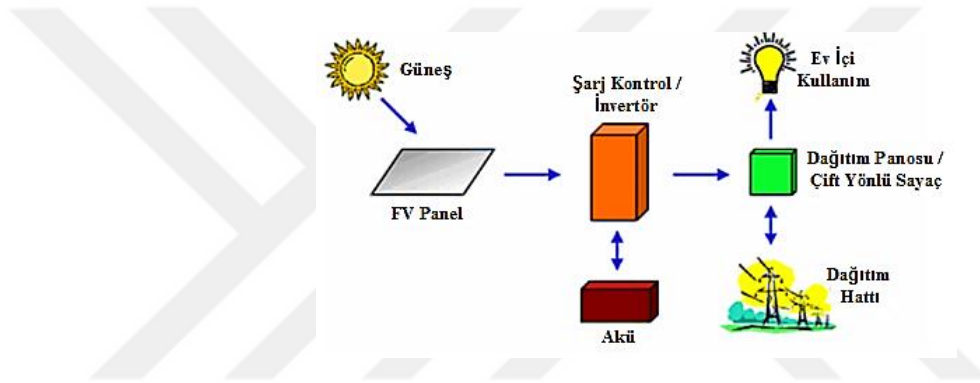 Güneş
FV Panel
Şarj Kontrol /
İnvertör
Akü
Ev İçi
Kullanım
Dağıtım Panosu /
Çift Yönlü Sayaç
Dağıtım
Hattı